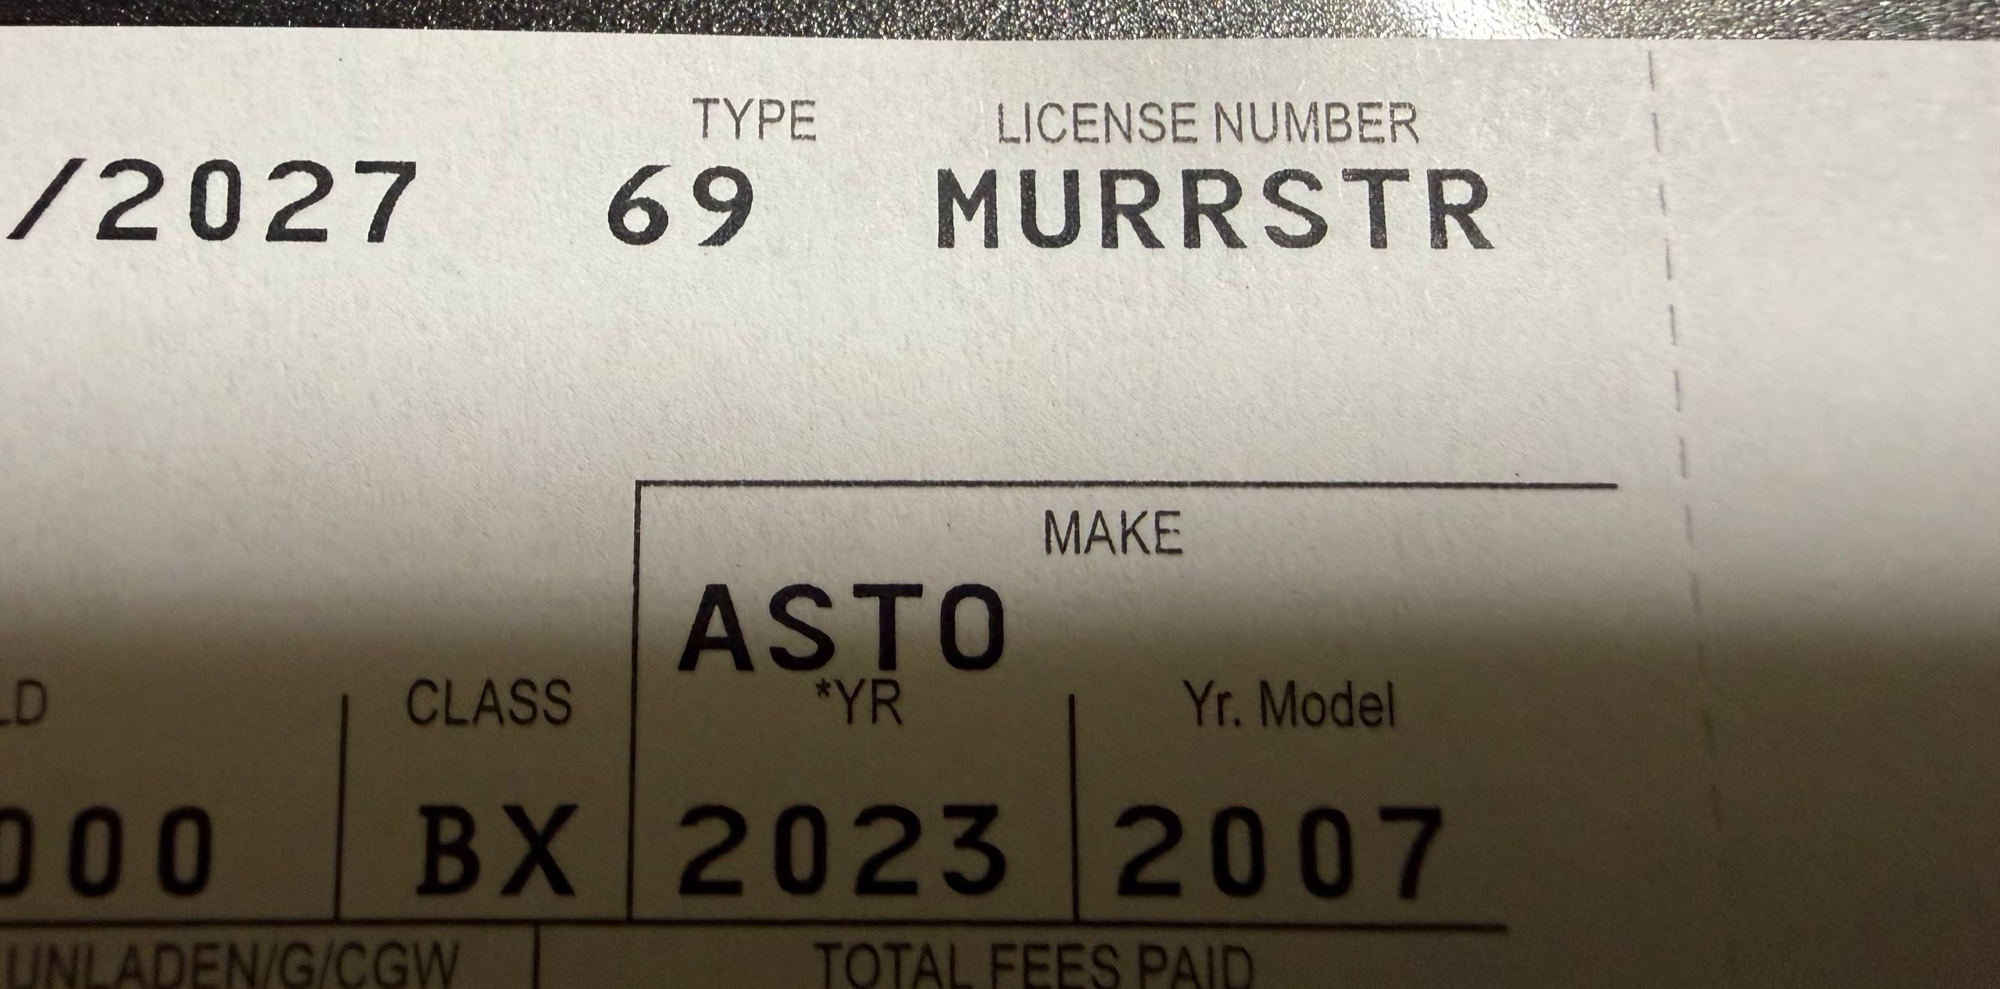 TYPE LICENSE NUMBER
/2027 69 MURRSTR
MAKE
ASTO
LD CLASS *YR Yr. Model
000 BX 2023 2007
UNLADEN/G/CGW TOTAL FEES PAID